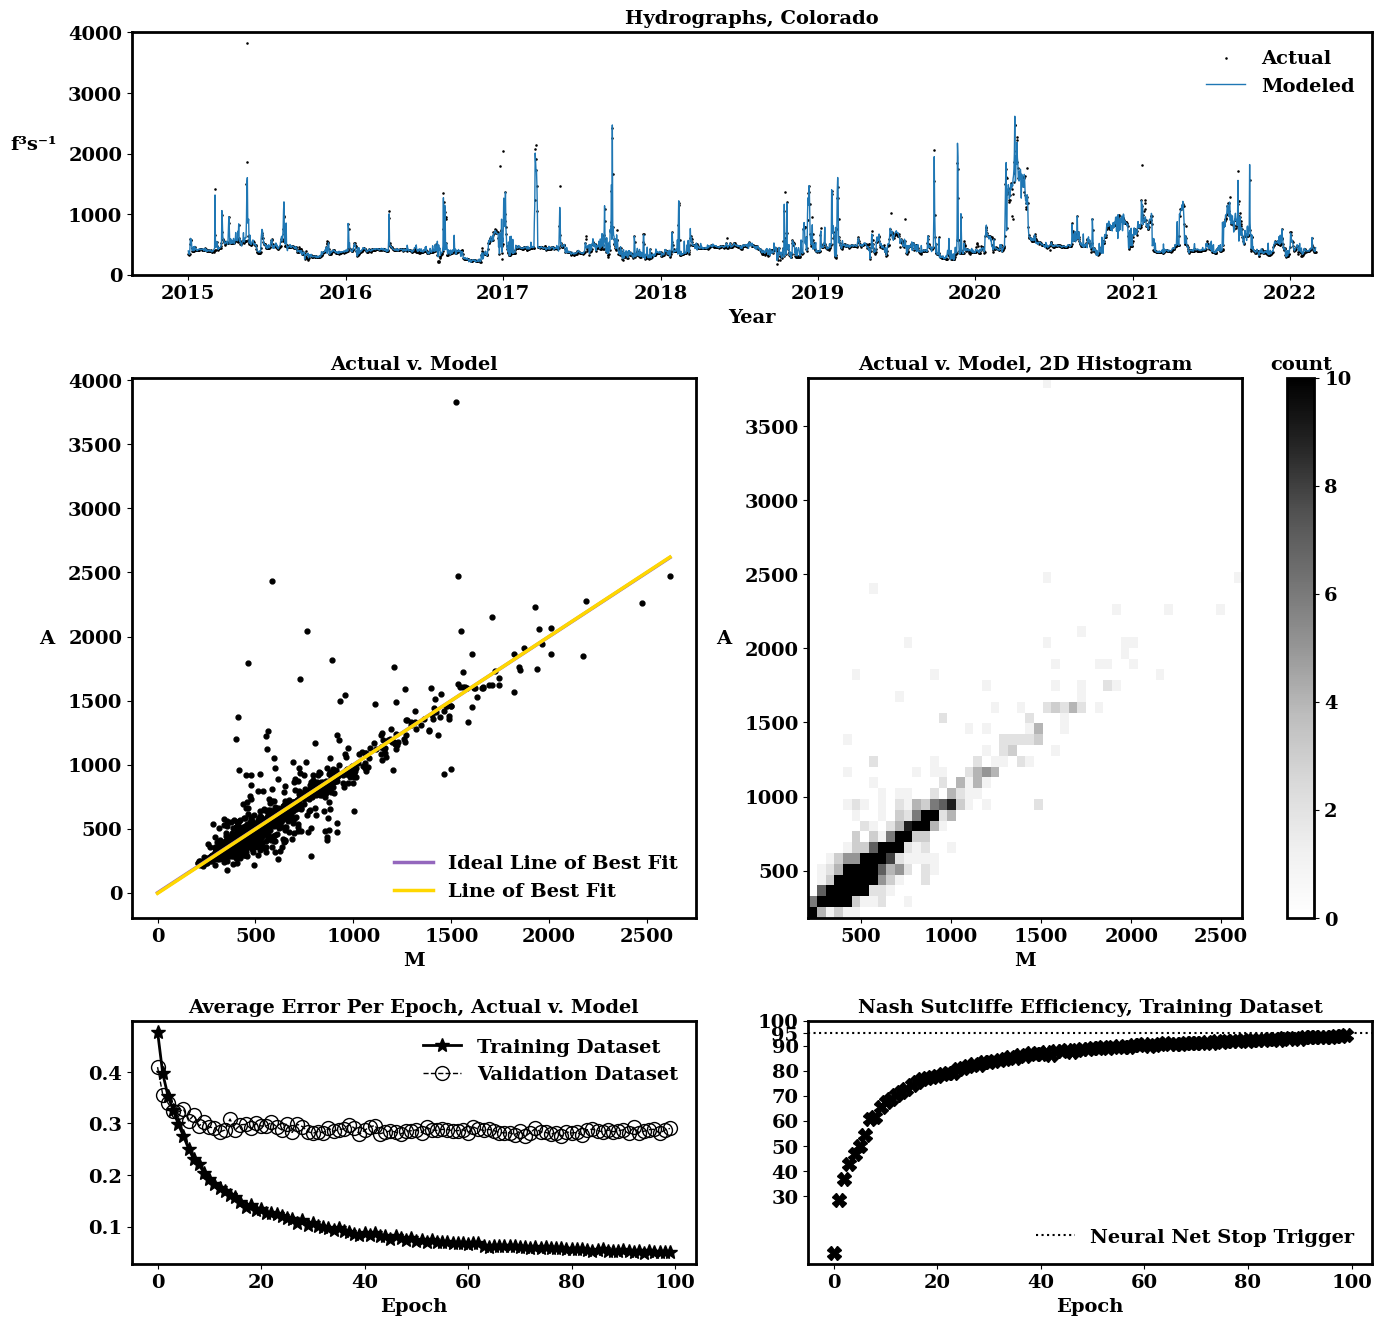 Hydrographs, Colorado
4000
3000
f³s⁻¹
2000
1000
0
Actual
Modeled
2015 2016 2017 2018 2019 2020 2021 2022
Year
Actual v. Model
4000
3500
3000
2500
A
2000
1500
1000
500
0
Ideal Line of Best Fit
Line of Best Fit
0 500 1000 1500 2000 2500
M
Actual v. Model, 2D Histogram
3500
3000
2500
A
2000
1500
1000
500
500 1000 1500 2000 2500
M
count
10
8
6
4
2
0
Average Error Per Epoch, Actual v. Model
0.4
0.3
0.2
0.1
Training Dataset
Validation Dataset
0 20 40 60 80 100
Epoch
Nash Sutcliffe Efficiency, Training Dataset
100
95
90
80
70
60
50
40
30
Neural Net Stop Trigger
0 20 40 60 80 100
Epoch